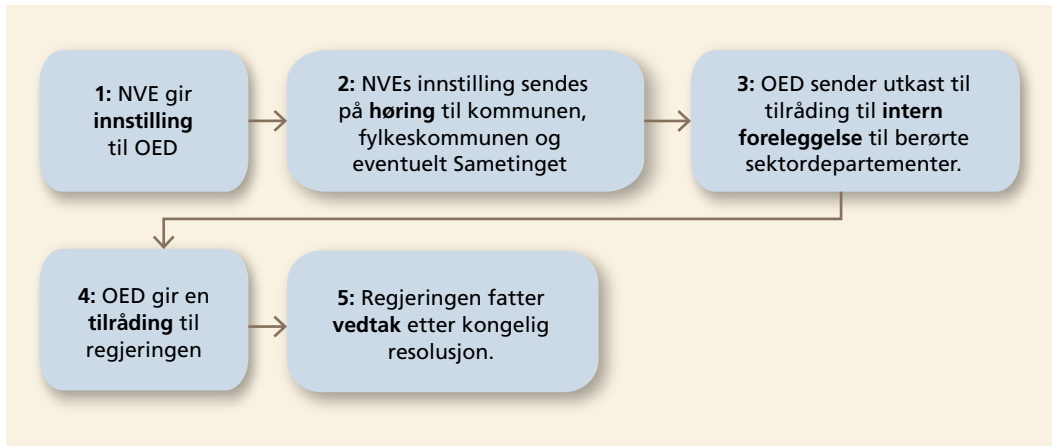 1: NVE gir
innstilling
til OED
2: NVEs innstilling sendes
på høring til kommunen,
fylkeskommunen og
eventuelt Sametinget
3: OED sender utkast til
tilråding til intern
foreleggelse til berørte
sektordepartementer.
4: OED gir en
tilråding til
regjeringen
5: Regjeringen fatter
vedtak etter kongelig
resolusjon.